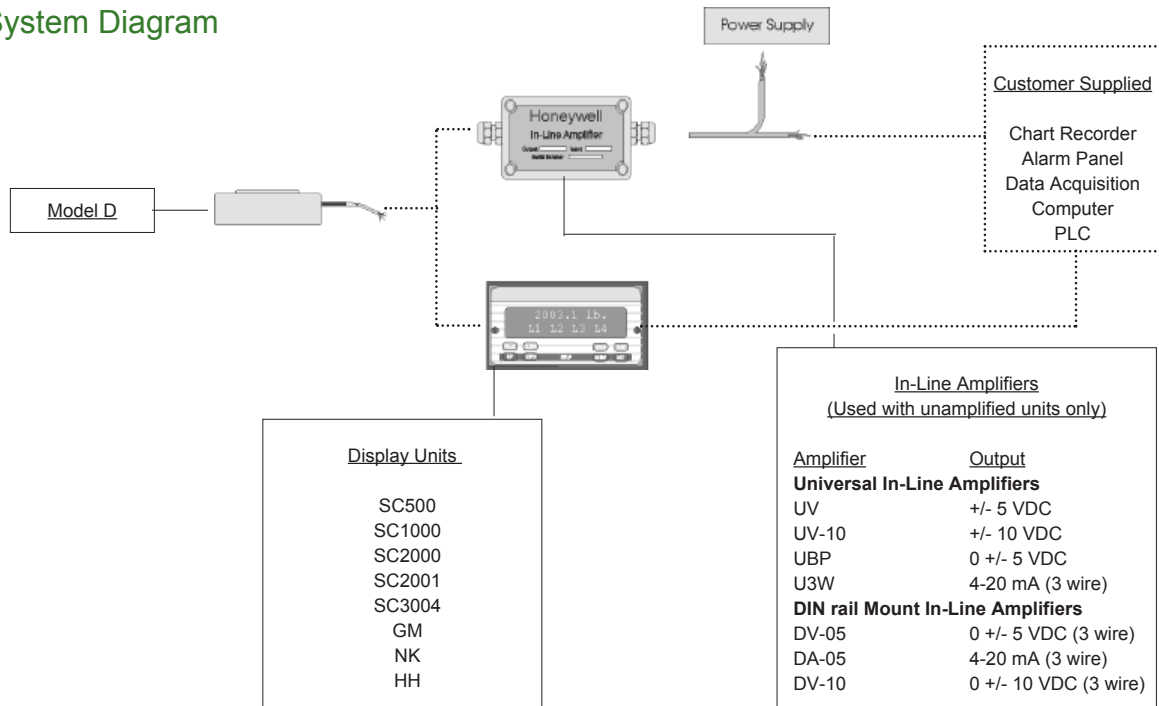 System Diagram
Power Supply
Customer Supplied
Chart Recorder
Alarm Panel
Data Acquisition
Computer
PLC
Honeywell
In-Line Amplifier
Output Input
Serial Number
Model D
2003.1 lb.
L1 L2 L3 L4
Display Units
SC500
SC1000
SC2000
SC2001
SC3004
GM
NK
HH
In-Line Amplifiers
(Used with unamplified units only)
Amplifier Output
Universal In-Line Amplifiers
UV +/- 5 VDC
UV-10 +/- 10 VDC
UBP 0 +/- 5 VDC
U3W 4-20 mA (3 wire)
DIN rail Mount In-Line Amplifiers
DV-05 0 +/- 5 VDC (3 wire)
DA-05 4-20 mA (3 wire)
DV-10 0 +/- 10 VDC (3 wire)